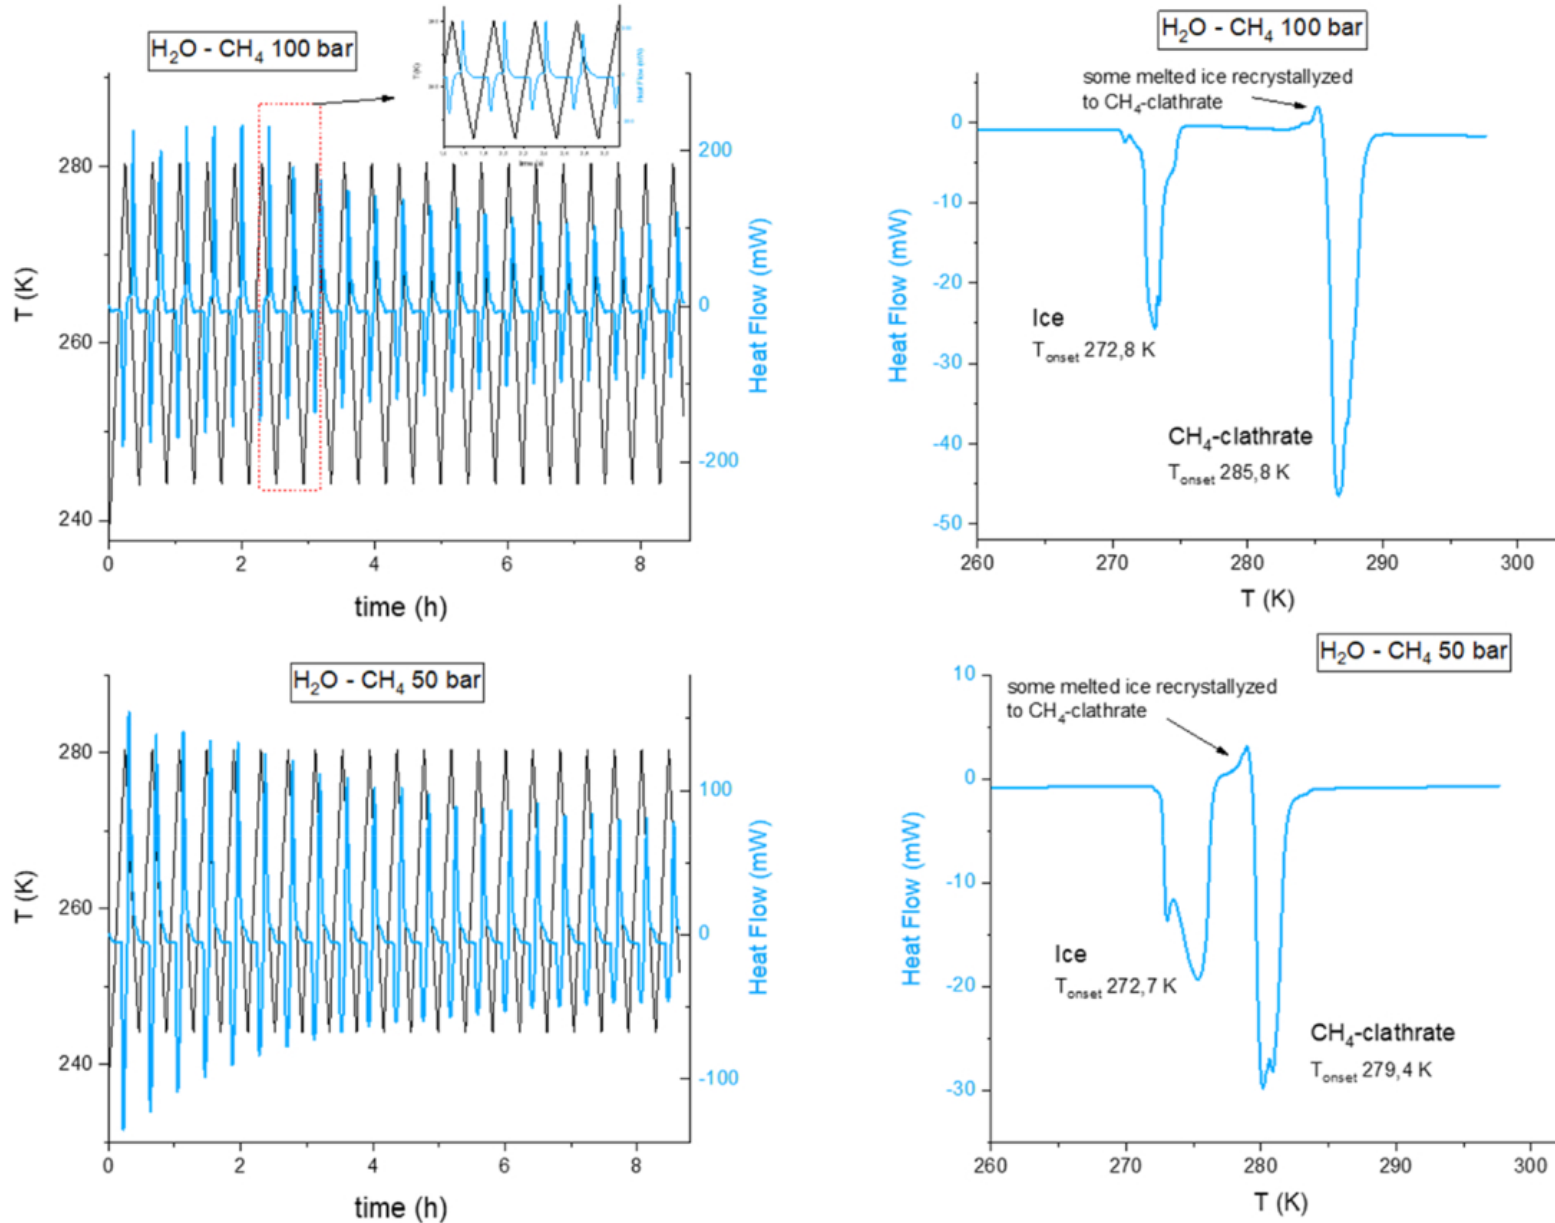 H₂O - CH₄ 100 bar
T (K)
280
260
240
200
0
-200
Heat Flow (mW)
0
2
4
6
8
time (h)
T (K)
Heat Flow (mW)
time (h)
H₂O - CH₄ 100 bar
some melted ice recrystallyzed
to CH₄-clathrate
0
-10
-20
-30
-40
-50
Heat Flow (mW)
Ice
Tonset 272,8 K
CH₄-clathrate
Tonset 285,8 K
260
270
280
290
300
T (K)
H₂O - CH₄ 50 bar
T (K)
280
260
240
100
0
-100
Heat Flow (mW)
0
2
4
6
8
time (h)
H₂O - CH₄ 50 bar
some melted ice recrystallyzed
to CH₄-clathrate
10
0
-10
-20
-30
Heat Flow (mW)
Ice
Tonset 272,7 K
CH₄-clathrate
Tonset 279,4 K
260
270
280
290
300
T (K)